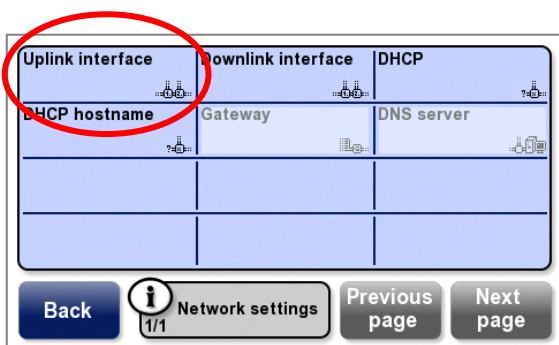 Uplink interface
Downlink interface
DHCP
DHCP hostname
Gateway
DNS server
Back
i
1/1
Network settings
Previous
page
Next
page